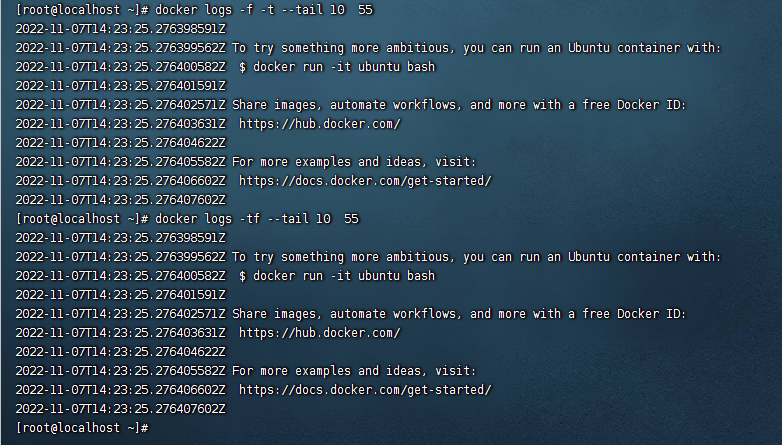 [root@localhost ~]# docker logs -f -t --tail 10  55
2022-11-07T14:23:25.276398591Z
2022-11-07T14:23:25.276399562Z To try something more ambitious, you can run an Ubuntu container with:
2022-11-07T14:23:25.276400582Z  $ docker run -it ubuntu bash
2022-11-07T14:23:25.276401591Z
2022-11-07T14:23:25.276402571Z Share images, automate workflows, and more with a free Docker ID:
2022-11-07T14:23:25.276403631Z  https://hub.docker.com/
2022-11-07T14:23:25.276404622Z
2022-11-07T14:23:25.276405582Z For more examples and ideas, visit:
2022-11-07T14:23:25.276406602Z  https://docs.docker.com/get-started/
2022-11-07T14:23:25.276407602Z
[root@localhost ~]# docker logs -tf --tail 10  55
2022-11-07T14:23:25.276398591Z
2022-11-07T14:23:25.276399562Z To try something more ambitious, you can run an Ubuntu container with:
2022-11-07T14:23:25.276400582Z  $ docker run -it ubuntu bash
2022-11-07T14:23:25.276401591Z
2022-11-07T14:23:25.276402571Z Share images, automate workflows, and more with a free Docker ID:
2022-11-07T14:23:25.276403631Z  https://hub.docker.com/
2022-11-07T14:23:25.276404622Z
2022-11-07T14:23:25.276405582Z For more examples and ideas, visit:
2022-11-07T14:23:25.276406602Z  https://docs.docker.com/get-started/
2022-11-07T14:23:25.276407602Z
[root@localhost ~]#